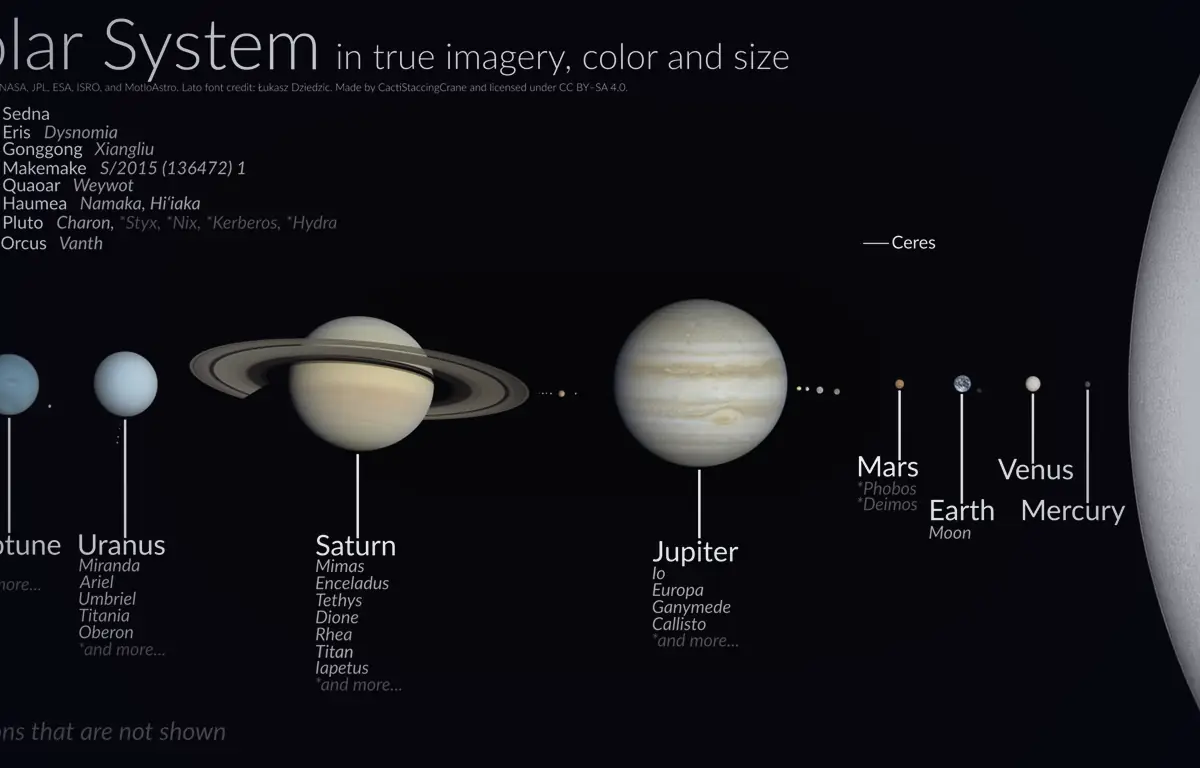 olar System in true imagery, color and size
NASA, JPL, ESA, ISRO, and MotloAstro. Lato font credit: Łukasz Dziedzic. Made by CactiStaccingCrane and licensed under CC BY-SA 4.0.
Sedna
Eris Dysnomia
Gonggong Xiangliu
Makemake S/2015 (136472) 1
Quaoar Weywot
Haumea Namaka, Hi'iaka
Pluto Charon, *Styx, *Nix, *Kerberos, *Hydra
Orcus Vanth
Ceres
ptune
more...
Uranus
Miranda
Ariel
Umbriel
Titania
Oberon
*and more...
Saturn
Mimas
Enceladus
Tethys
Dione
Rhea
Titan
Iapetus
*and more...
Jupiter
Io
Europa
Ganymede
Callisto
*and more...
Mars
*Phobos
*Deimos
Earth
Moon
Venus
Mercury
ons that are not shown